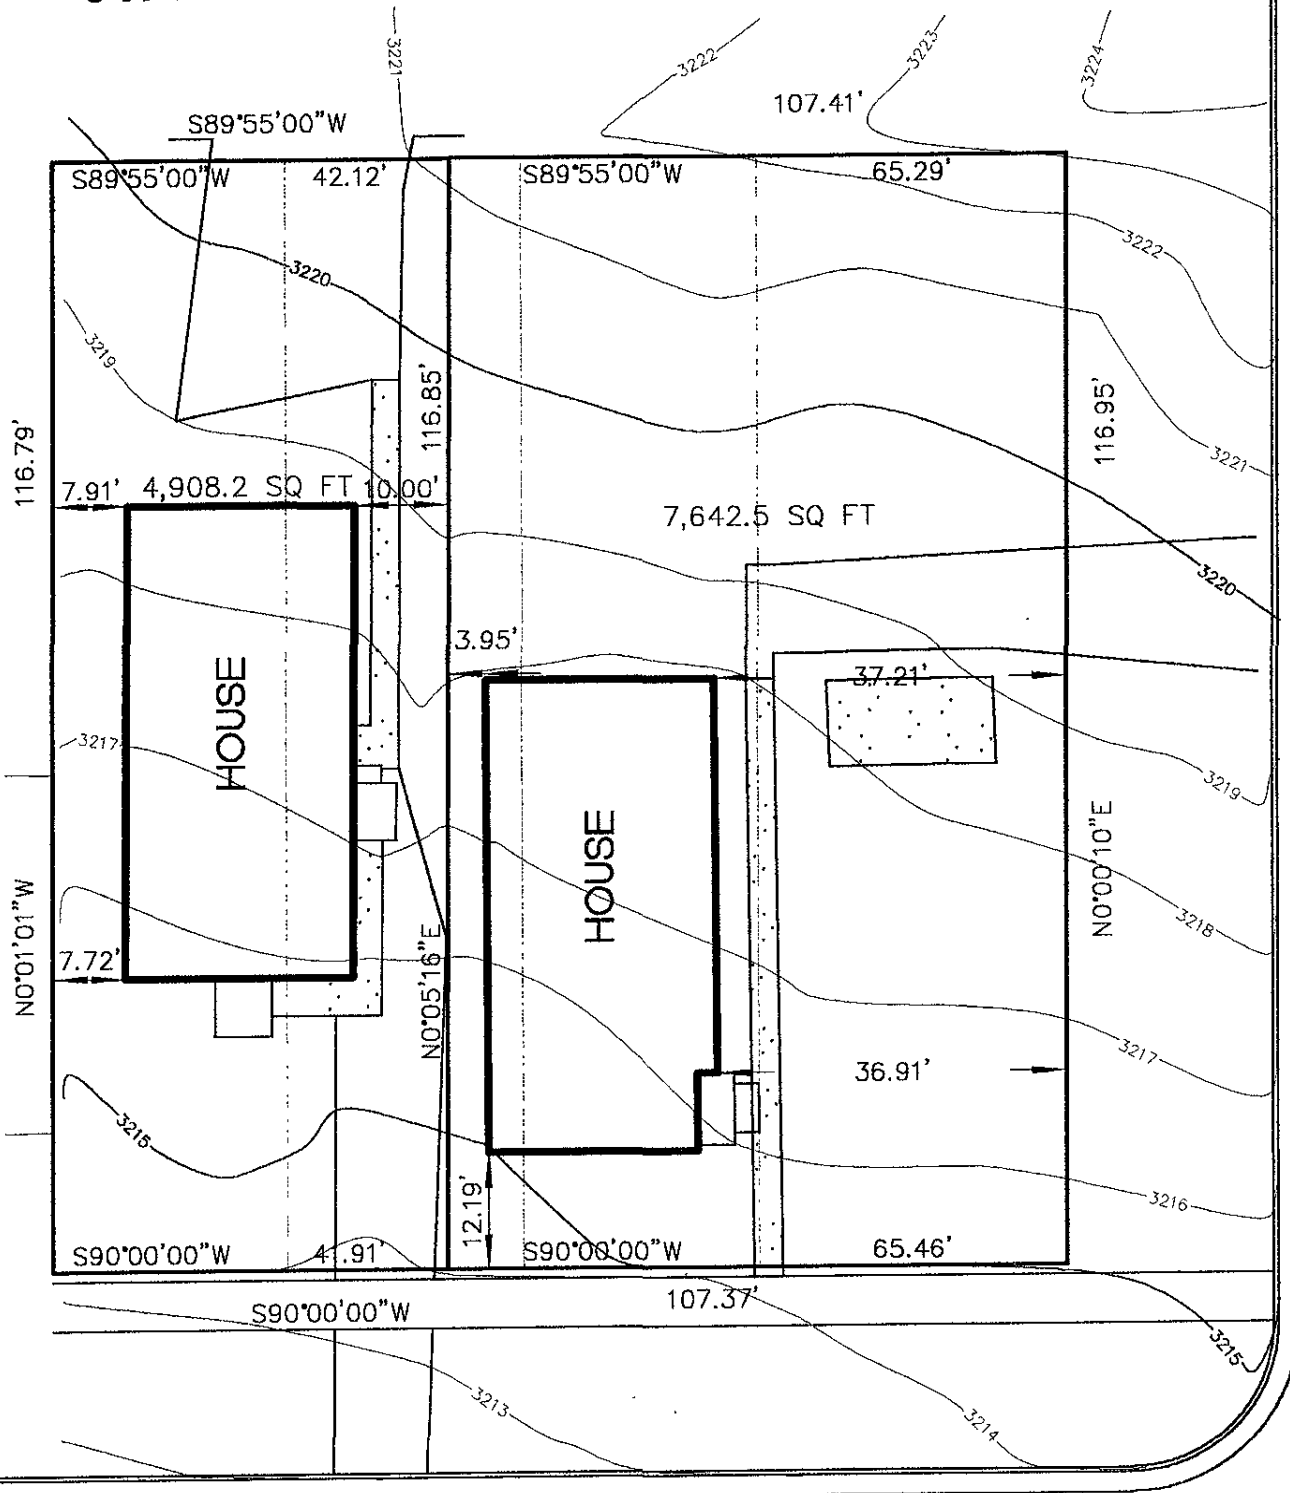 3221
3222
3223
3224
107.41'
S89°55'00"W
S89°55'00"W
42.12'
S89°55'00"W
65.29'
3222
3220
3219
116.79'
116.85'
116.95'
3221
7.91'
4,908.2 SQ FT
10.00'
7,642.5 SQ FT
3220
3.95'
37.21'
HOUSE
3217
3219
HOUSE
N0°00'10"E
3218
N0°01'01"W
7.72'
N0°05'16"E
3217
36.91'
3215
3216
12.19'
S90°00'00"W
41.91'
S90°00'00"W
65.46'
S90°00'00"W
107.37'
3215
3213
3214